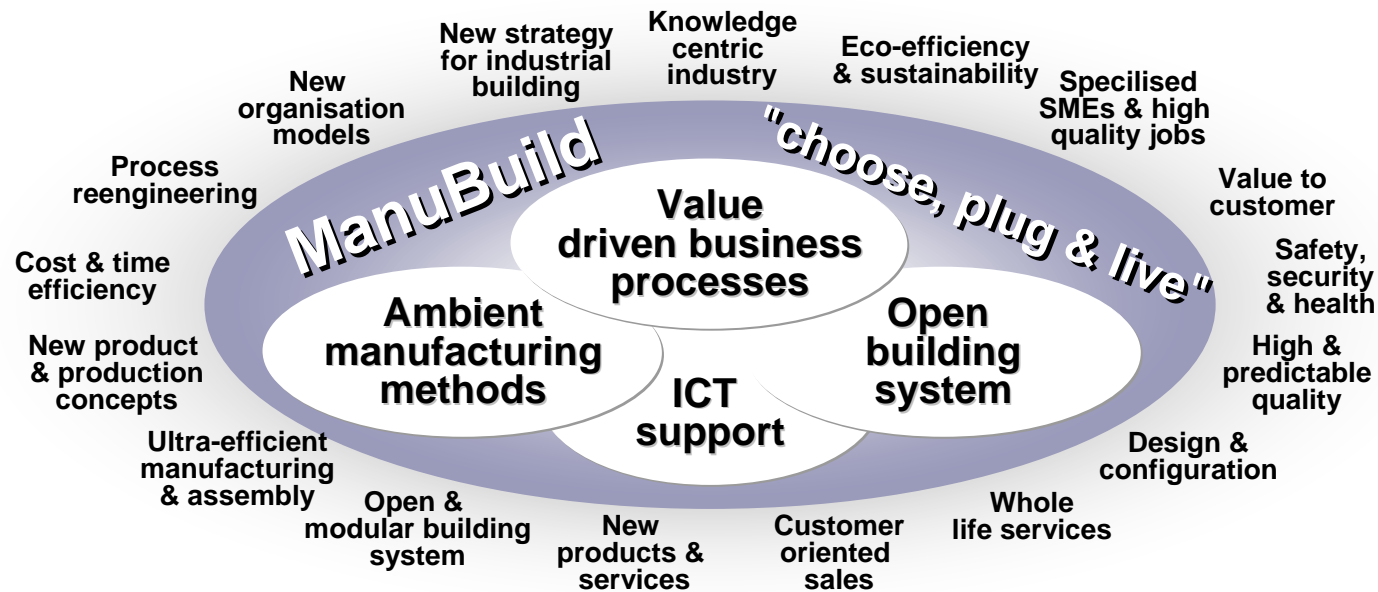 New strategy
for industrial
building
Knowledge
centric
industry
Eco-efficiency
& sustainability
Specilised
SMEs & high
quality jobs
Value to
customer
Safety,
security
& health
High &
predictable
quality
Design &
configuration
Whole
life services
Customer
oriented
sales
New
products &
services
Open &
modular building
system
Ultra-efficient
manufacturing
& assembly
New product
& production
concepts
Cost & time
efficiency
Process
reengineering
New
organisation
models
ManuBuild
"choose, plug & live"
Value
driven business
processes
Ambient
manufacturing
methods
Open
building
system
ICT
support